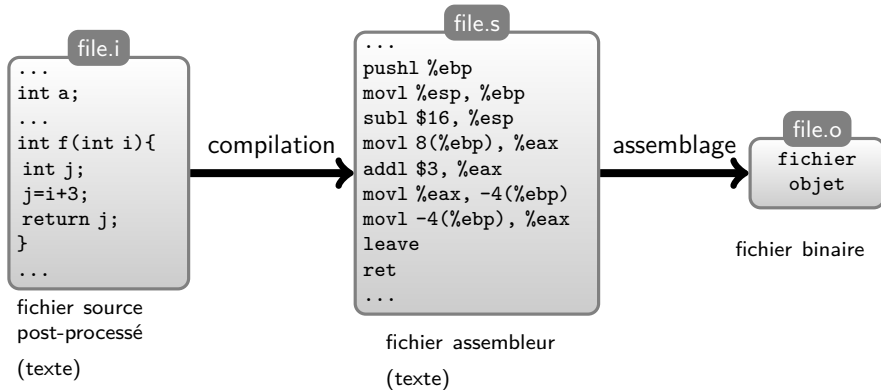 file.i
...
int a;
...
int f(int i){
int j;
j=i+3;
return j;
}
...
fichier source
post-processé
(texte)
compilation
file.s
...
pushl %ebp
movl %esp, %ebp
subl $16, %esp
movl 8(%ebp), %eax
addl $3, %eax
movl %eax, -4(%ebp)
movl -4(%ebp), %eax
leave
ret
...
fichier assembleur
(texte)
assemblage
file.o
fichier
objet
fichier binaire